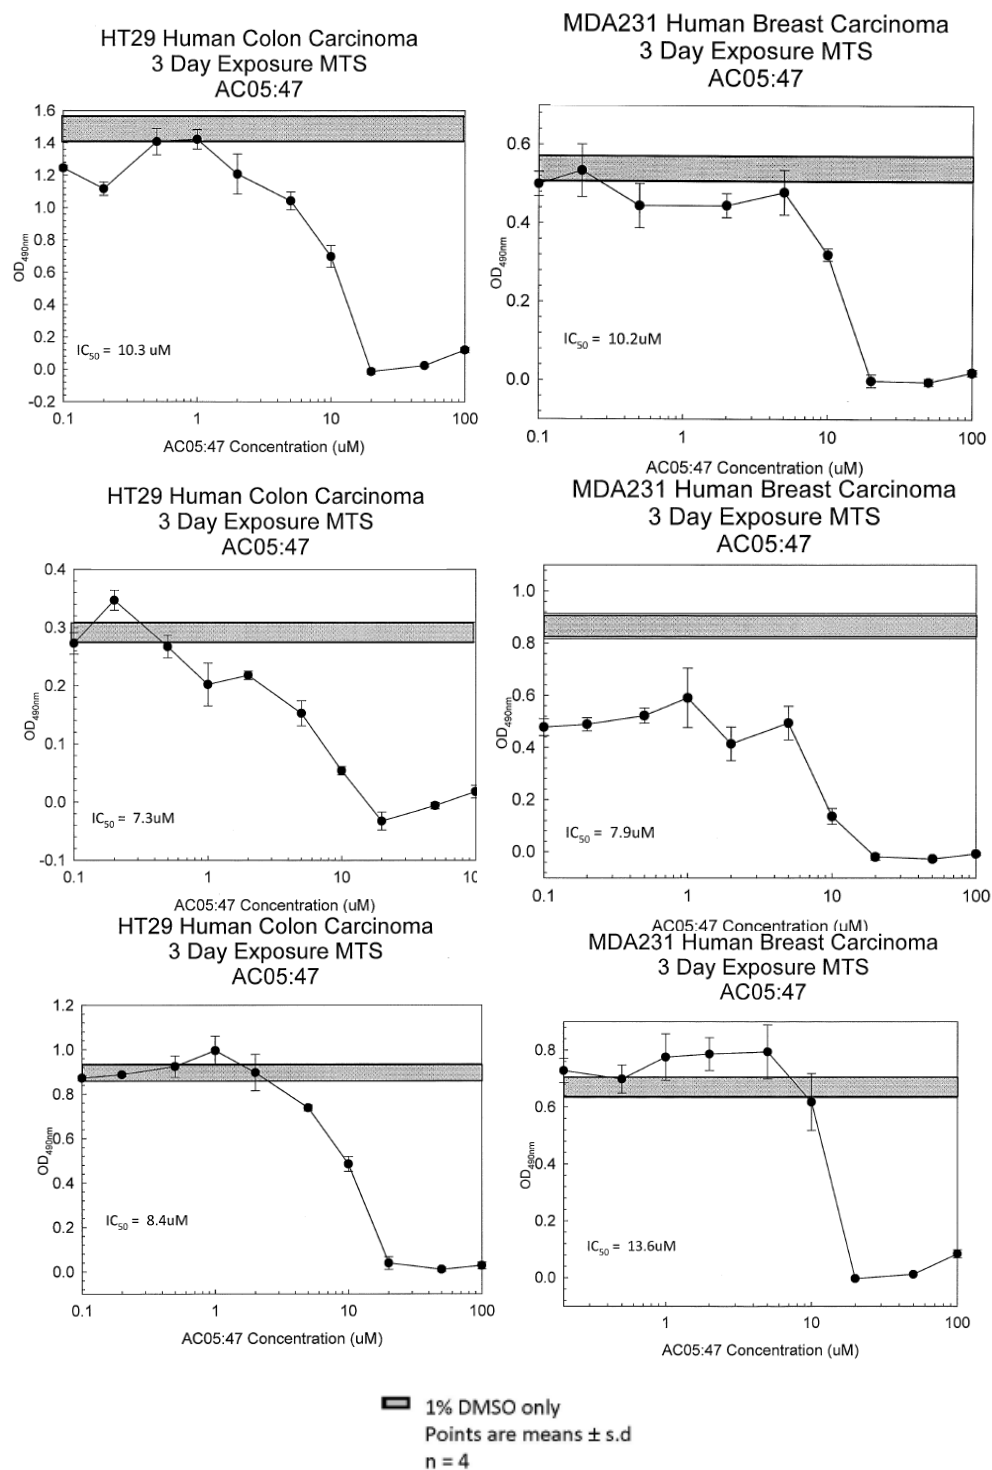 HT29 Human Colon Carcinoma
3 Day Exposure MTS
AC05:47
1.6
1.4
1.2
1.0
0.8
0.6
0.4
0.2
0.0
-0.2
OD490nm
IC50 = 10.3 uM
0.1
1
10
100
AC05:47 Concentration (uM)
MDA231 Human Breast Carcinoma
3 Day Exposure MTS
AC05:47
0.6
0.4
0.2
0.0
OD490nm
IC50 = 10.2uM
0.1
1
10
100
AC05:47 Concentration (uM)
HT29 Human Colon Carcinoma
3 Day Exposure MTS
AC05:47
0.4
0.3
0.2
0.1
0.0
-0.1
OD490nm
IC50 = 7.3uM
0.1
1
10
10
AC05:47 Concentration (uM)
MDA231 Human Breast Carcinoma
3 Day Exposure MTS
AC05:47
1.0
0.8
0.6
0.4
0.2
0.0
OD490nm
IC50 = 7.9uM
0.1
1
10
100
AC05:47 Concentration (uM)
HT29 Human Colon Carcinoma
3 Day Exposure MTS
AC05:47
1.2
1.0
0.8
0.6
0.4
0.2
0.0
OD490nm
IC50 = 8.4uM
0.1
1
10
100
AC05:47 Concentration (uM)
MDA231 Human Breast Carcinoma
3 Day Exposure MTS
AC05:47
0.8
0.6
0.4
0.2
0.0
OD490nm
IC50 = 13.6uM
1
10
100
AC05:47 Concentration (uM)
1% DMSO only
Points are means ± s.d
n = 4